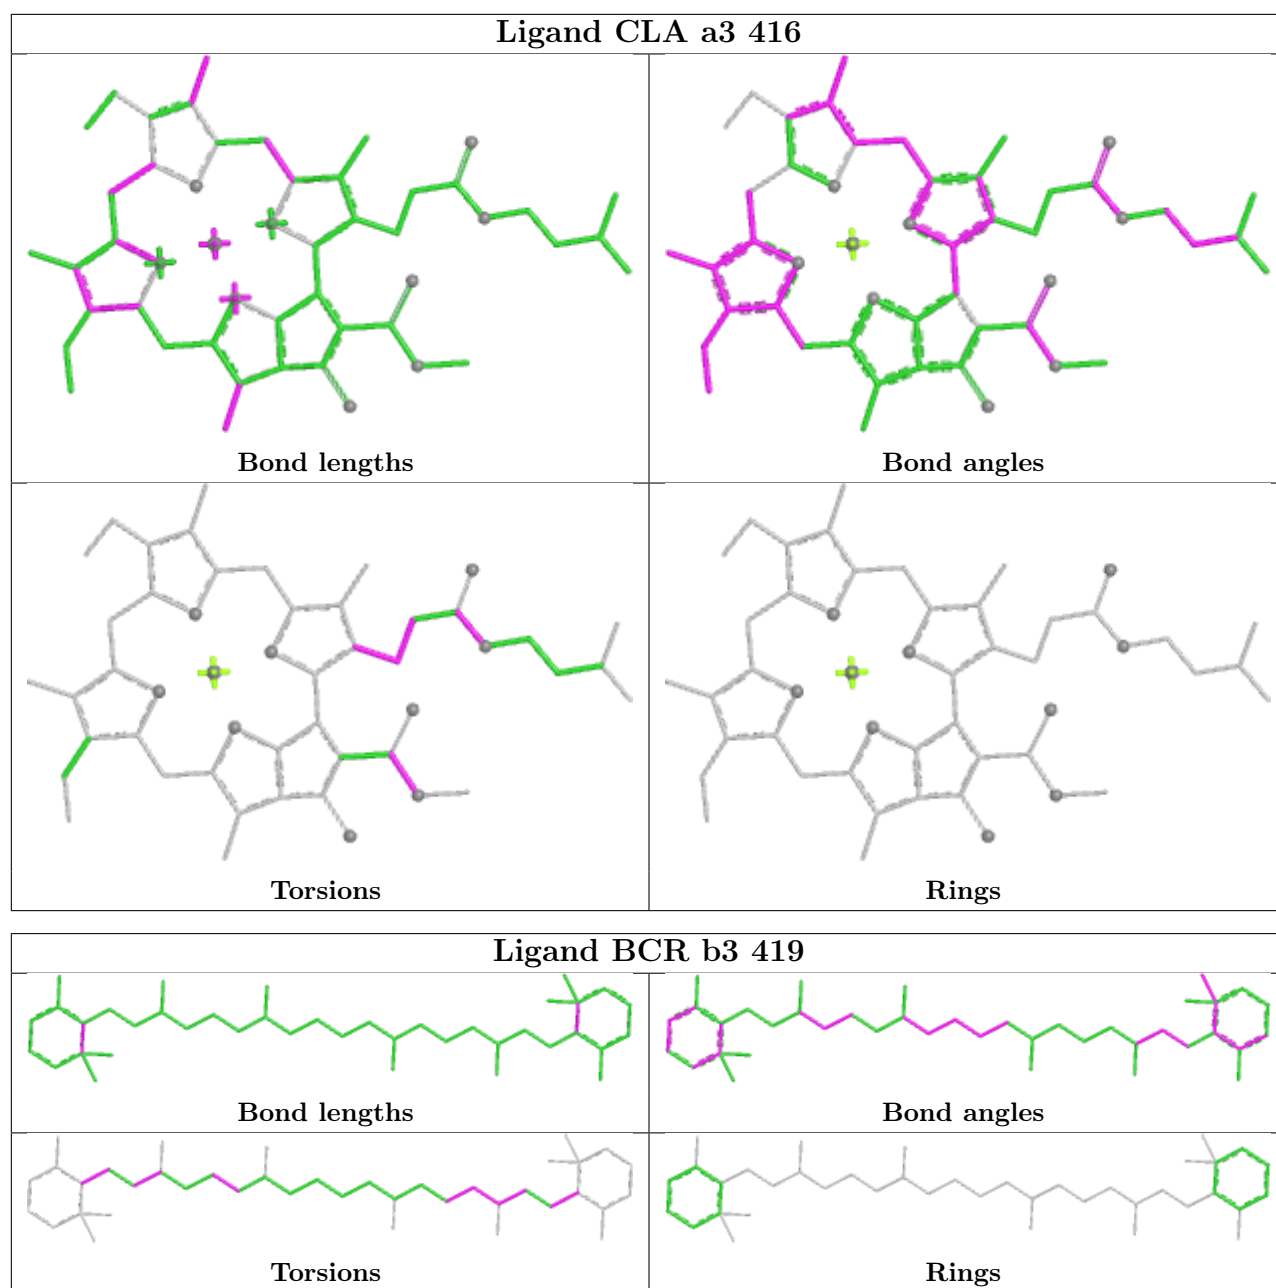 Ligand CLA a3 416
Bond lengths
Bond angles
Torsions
Rings
Ligand BCR b3 419
Bond lengths
Bond angles
Torsions
Rings